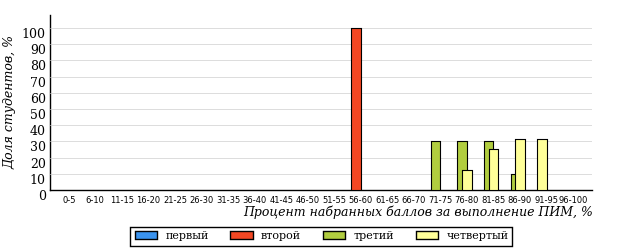 Доля студентов, %
100
90
80
70
60
50
40
30
20
10
0
0-5 6-10 11-15 16-20 21-25 26-30 31-35 36-40 41-45 46-50 51-55 56-60 61-65 66-70 71-75 76-80 81-85 86-90 91-95 96-100
Процент набранных баллов за выполнение ПИМ, %
первый второй третий четвертый